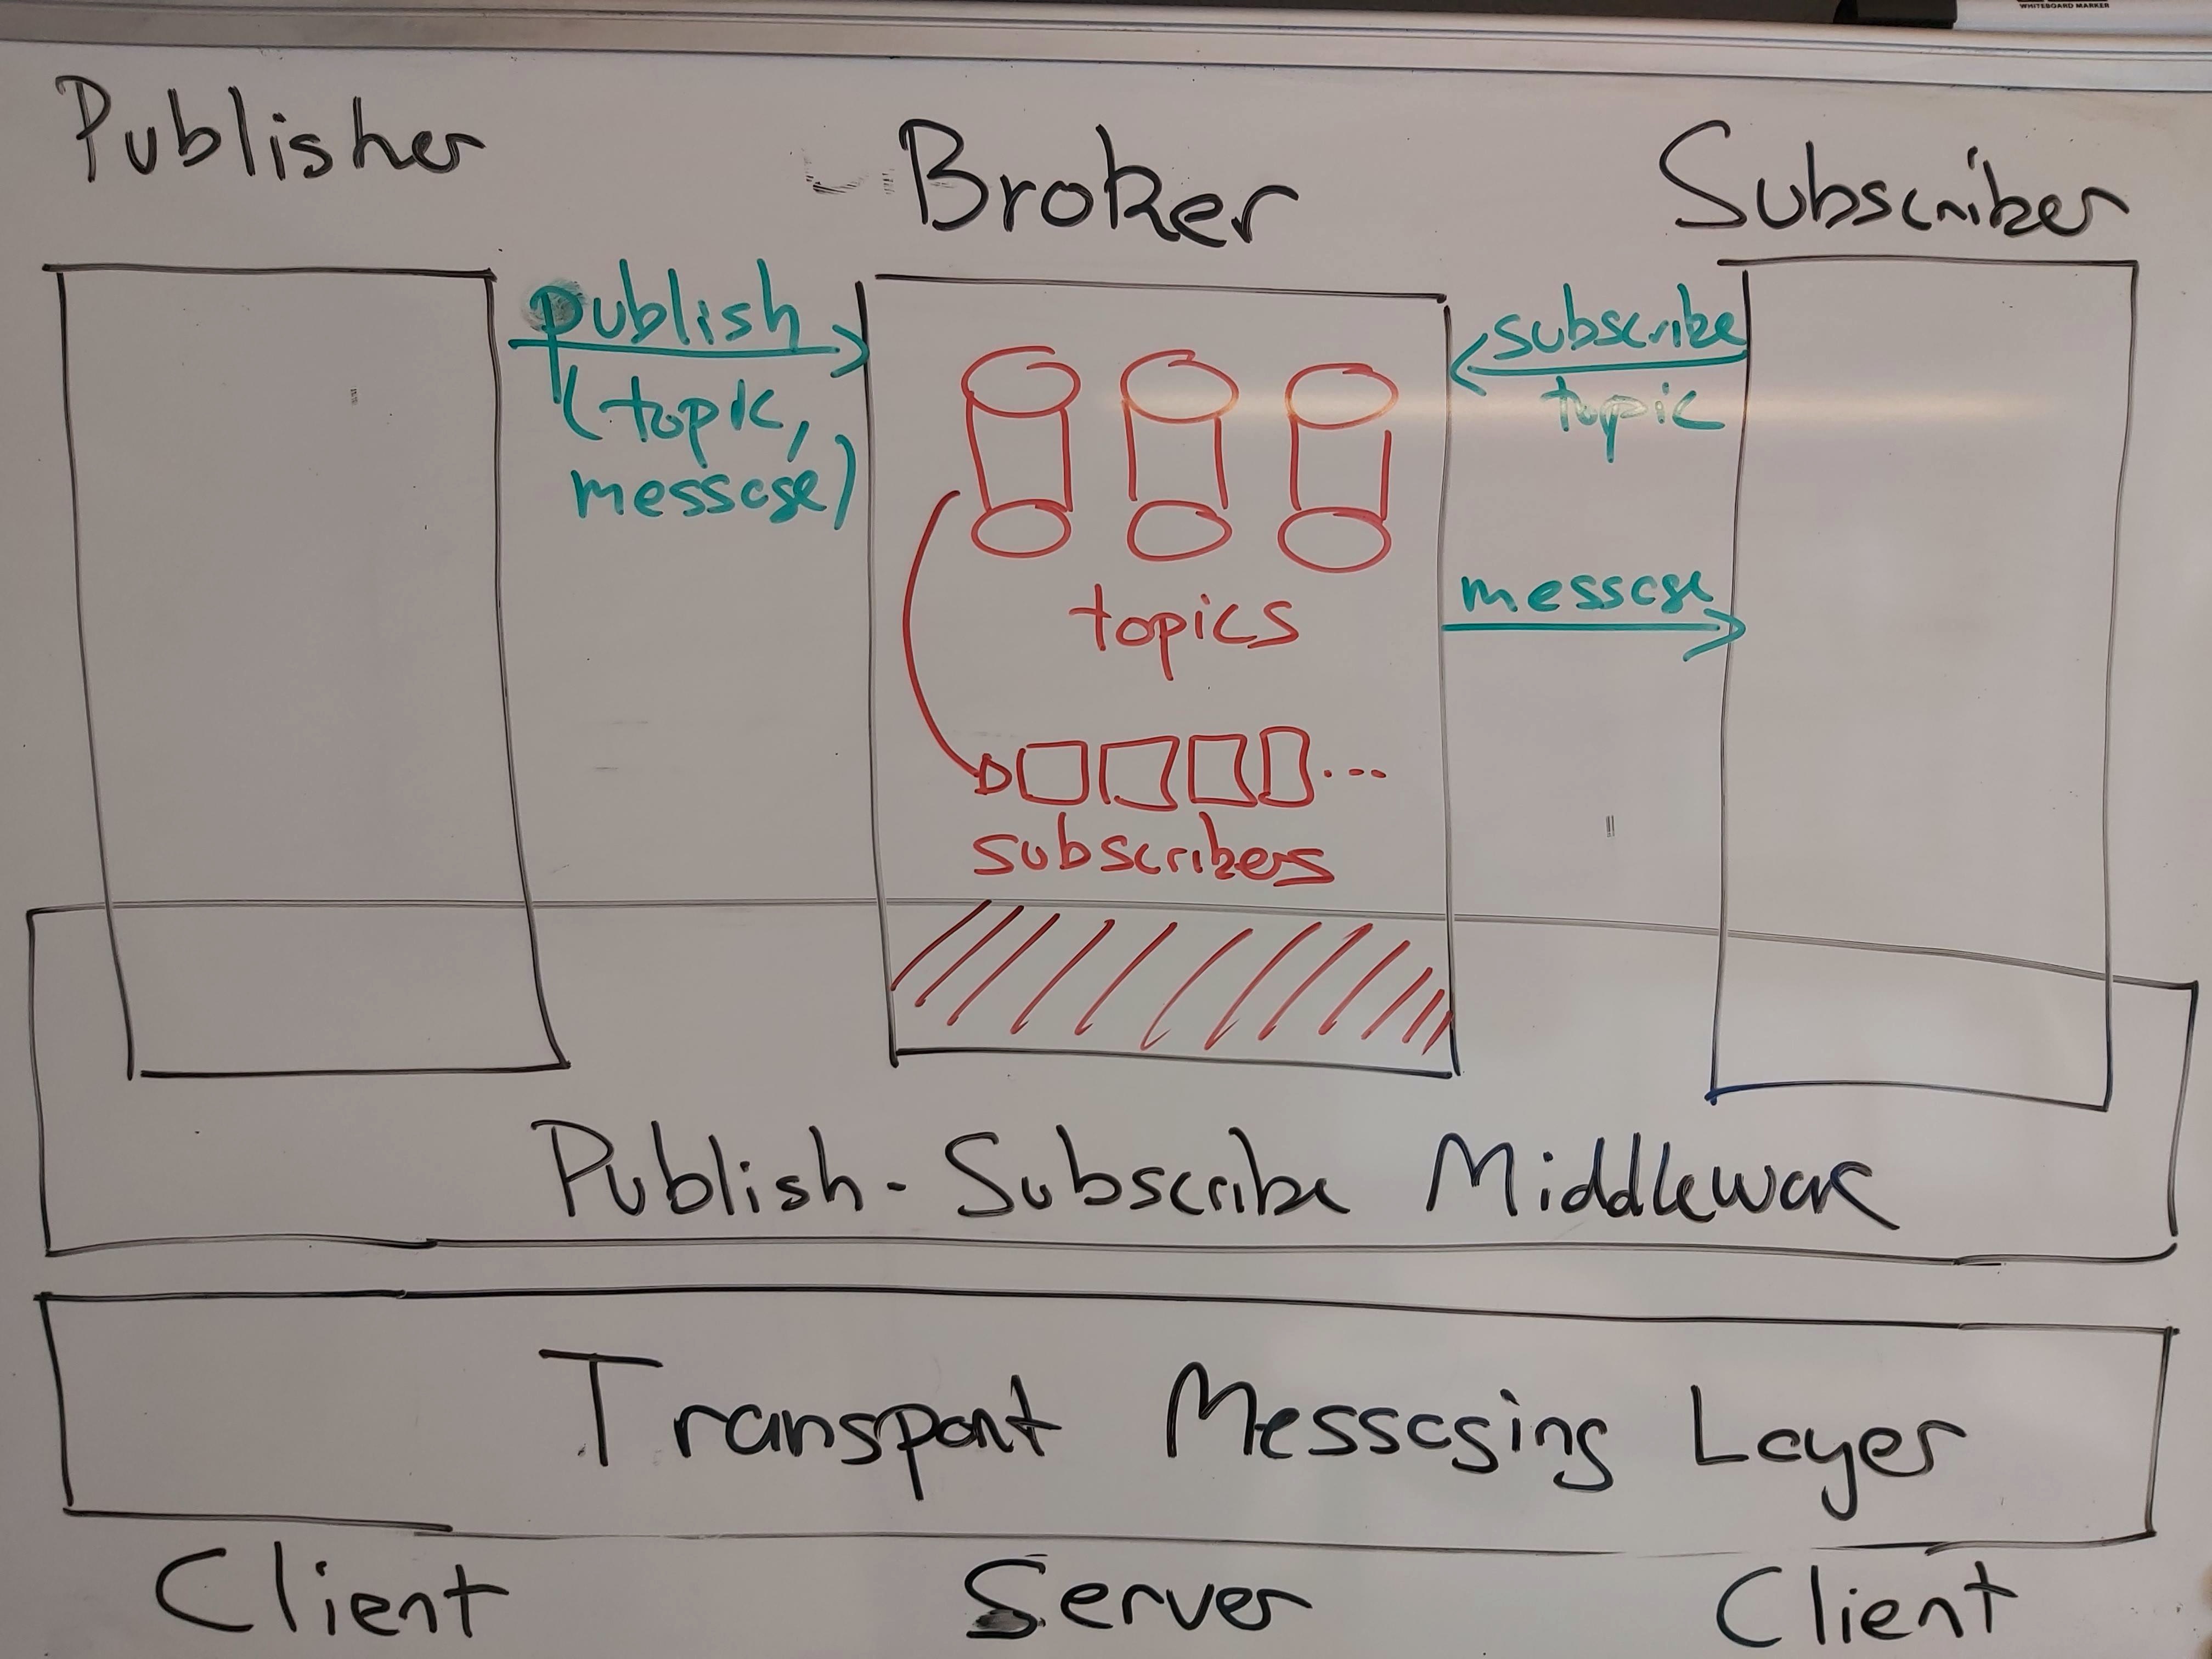 WHITEBOARD MARKER
Publisher
Broker
Subscriber
publish
(topic,
message)
subscribe
topic
message
topics
subscribers
...
Publish-Subscribe Middleware
Transport Messaging Layer
Client
Server
Client